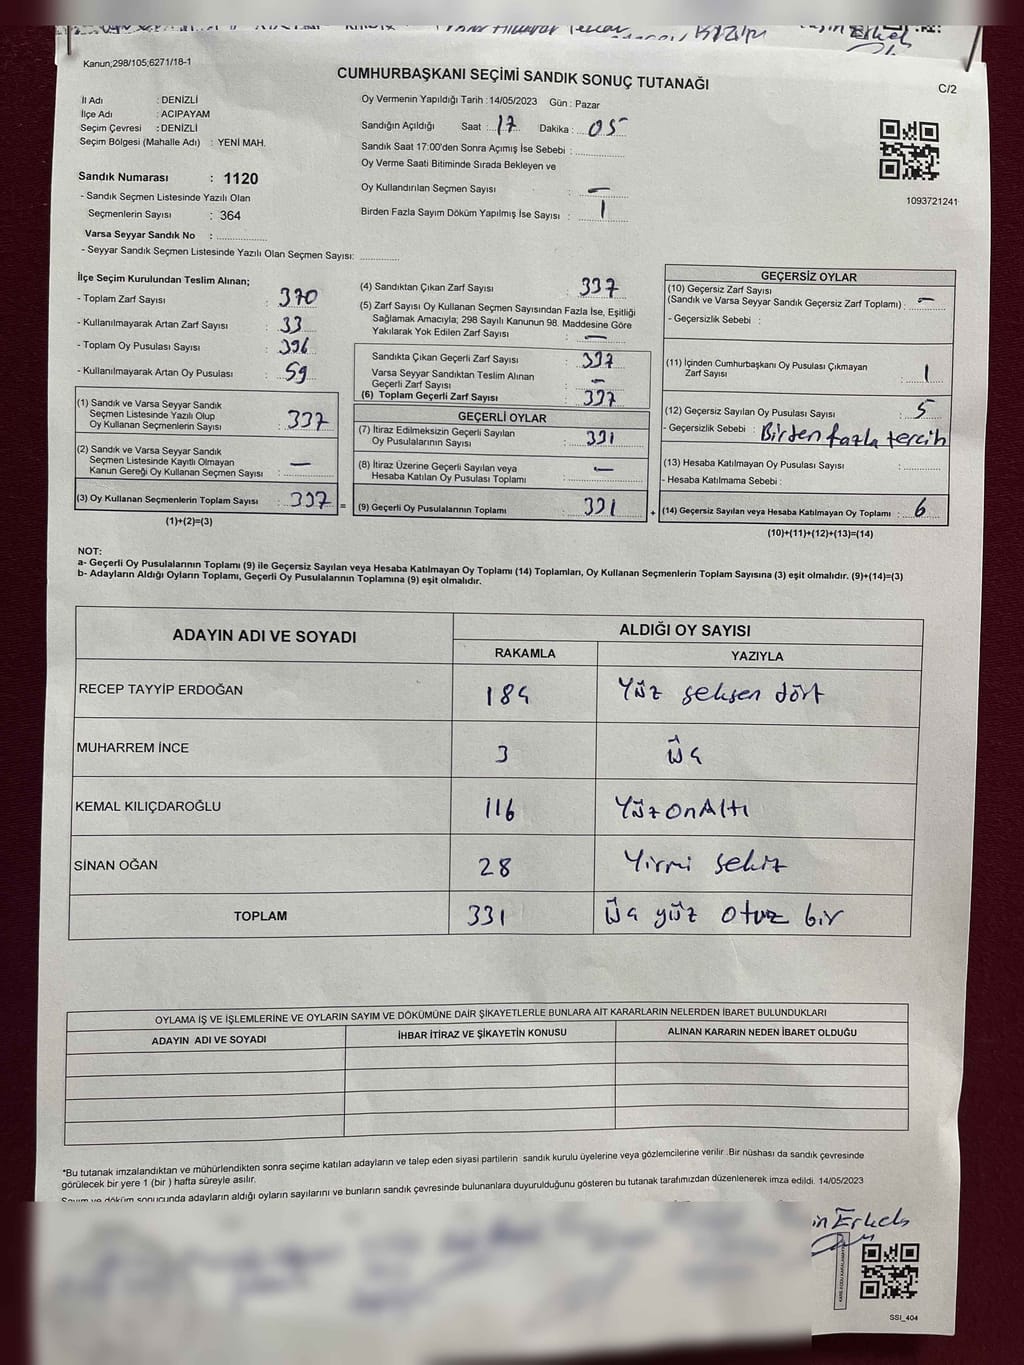 Kanun;298/105;6271/18-1
CUMHURBAŞKANI SEÇİMİ SANDIK SONUÇ TUTANAĞI
C/2
İl Adı : DENİZLİ
İlçe Adı : ACIPAYAM
Seçim Çevresi : DENİZLİ
Seçim Bölgesi (Mahalle Adı) : YENİ MAH.
Sandık Numarası : 1120
- Sandık Seçmen Listesinde Yazılı Olan
Seçmenlerin Sayısı : 364
Varsa Seyyar Sandık No : ................
- Seyyar Sandık Seçmen Listesinde Yazılı Olan Seçmen Sayısı: .............
Oy Vermenin Yapıldığı Tarih : 14/05/2023 Gün : Pazar
Sandığın Açıldığı Saat : 17 Dakika : 05
Sandık Saat 17:00'den Sonra Açımış İse Sebebi : ................
Oy Verme Saati Bitiminde Sırada Bekleyen ve
Oy Kullandırılan Seçmen Sayısı : —
Birden Fazla Sayım Döküm Yapılmış İse Sayısı : 1
1093721241
İlçe Seçim Kurulundan Teslim Alınan;
- Toplam Zarf Sayısı : 370
- Kullanılmayarak Artan Zarf Sayısı : 33
- Toplam Oy Pusulası Sayısı : 396
- Kullanılmayarak Artan Oy Pusulası : 59
(1) Sandık ve Varsa Seyyar Sandık
Seçmen Listesinde Yazılı Olup
Oy Kullanan Seçmenlerin Sayısı : 337
(2) Sandık ve Varsa Seyyar Sandık
Seçmen Listesinde Kayıtlı Olmayan
Kanun Gereği Oy Kullanan Seçmen Sayısı : —
(3) Oy Kullanan Seçmenlerin Toplam Sayısı : 337 =
(1)+(2)=(3)
(4) Sandıktan Çıkan Zarf Sayısı : 337
(5) Zarf Sayısı Oy Kullanan Seçmen Sayısından Fazla İse, Eşitliği
Sağlamak Amacıyla; 298 Sayılı Kanunun 98. Maddesine Göre
Yakılarak Yok Edilen Zarf Sayısı : —
Sandıkta Çıkan Geçerli Zarf Sayısı : 337
Varsa Seyyar Sandıktan Teslim Alınan
Geçerli Zarf Sayısı : —
(6) Toplam Geçerli Zarf Sayısı : 337
GEÇERLİ OYLAR
(7) İtiraz Edilmeksizin Geçerli Sayılan
Oy Pusulalarının Sayısı : 331
(8) İtiraz Üzerine Geçerli Sayılan veya
Hesaba Katılan Oy Pusulası Toplamı : —
(9) Geçerli Oy Pusulalarının Toplamı : 331 +
GEÇERSİZ OYLAR
(10) Geçersiz Zarf Sayısı
(Sandık ve Varsa Seyyar Sandık Geçersiz Zarf Toplamı) : —
- Geçersizlik Sebebi :
(11) İçinden Cumhurbaşkanı Oy Pusulası Çıkmayan
Zarf Sayısı : 1
(12) Geçersiz Sayılan Oy Pusulası Sayısı : 5
- Geçersizlik Sebebi : Birden fazla tercih
(13) Hesaba Katılmayan Oy Pusulası Sayısı : ............
- Hesaba Katılmama Sebebi :
(14) Geçersiz Sayılan veya Hesaba Katılmayan Oy Toplamı : 6
(10)+(11)+(12)+(13)=(14)
NOT:
a- Geçerli Oy Pusulalarının Toplamı (9) ile Geçersiz Sayılan veya Hesaba Katılmayan Oy Toplamı (14) Toplamları, Oy Kullanan Seçmenlerin Toplam Sayısına (3) eşit olmalıdır. (9)+(14)=(3)
b- Adayların Aldığı Oyların Toplamı, Geçerli Oy Pusulalarının Toplamına (9) eşit olmalıdır.
ADAYIN ADI VE SOYADI ALDIĞI OY SAYISI
RAKAMLA YAZIYLA
RECEP TAYYİP ERDOĞAN 184 Yüz seksen dört
MUHARREM İNCE 3 üç
KEMAL KILIÇDAROĞLU 116 Yüz on Altı
SİNAN OĞAN 28 Yirmi sekiz
TOPLAM 331 üç yüz otuz bir
OYLAMA İŞ VE İŞLEMLERİNE VE OYLARIN SAYIM VE DÖKÜMÜNE DAİR ŞİKAYETLERLE BUNLARA AİT KARARLARIN NELERDEN İBARET BULUNDUKLARI
ADAYIN ADI VE SOYADI İHBAR İTİRAZ VE ŞİKAYETİN KONUSU ALINAN KARARIN NEDEN İBARET OLDUĞU
*Bu tutanak imzalandıktan ve mühürlendikten sonra seçime katılan adayların ve talep eden siyasi partilerin sandık kurulu üyelerine veya gözlemcilerine verilir .Bir nüshası da sandık çevresinde
görülecek bir yere 1 (bir ) hafta süreyle asılır.
Sayım ve döküm sonucunda adayların aldığı oyların sayılarını ve bunların sandık çevresinde bulunanlara duyurulduğunu gösteren bu tutanak tarafımızdan düzenlenerek imza edildi. 14/05/2023
SSI_404